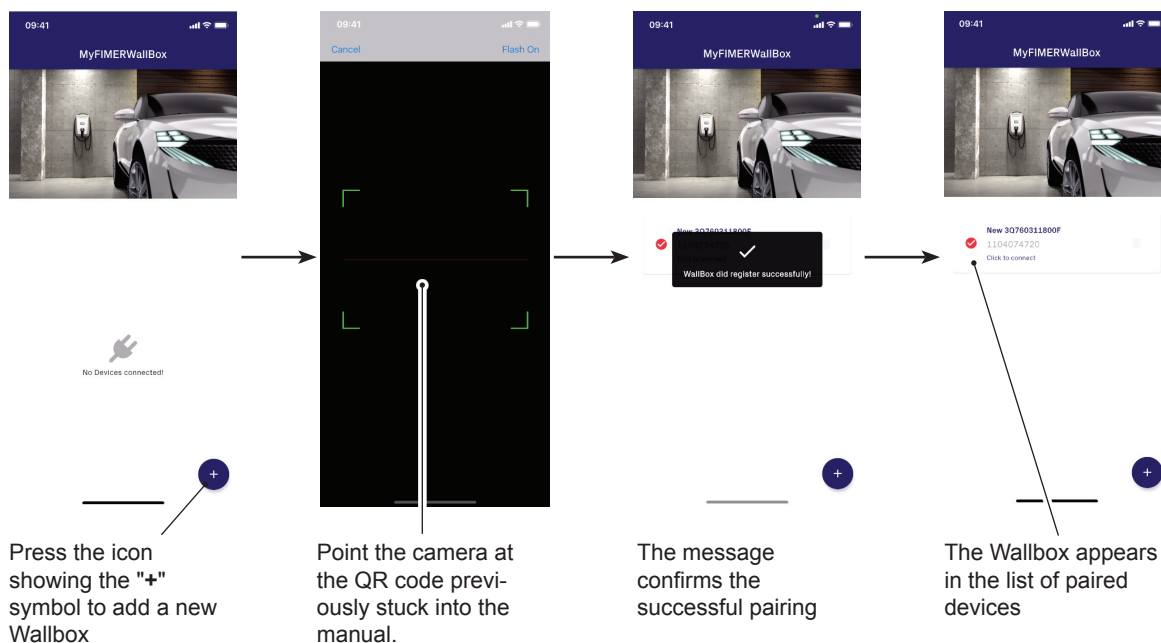 09:41
MyFIMERWallBox
No Devices connected!
+
Press the icon
showing the "+"
symbol to add a new
Wallbox
09:41
Cancel
Flash On
Point the camera at
the QR code previ-
ously stuck into the
manual.
09:41
MyFIMERWallBox
New 3Q760311800F
1104074720
WallBox did register successfully!
+
The message
confirms the
successful pairing
09:41
MyFIMERWallBox
New 3Q760311800F
1104074720
Click to connect
+
The Wallbox appears
in the list of paired
devices